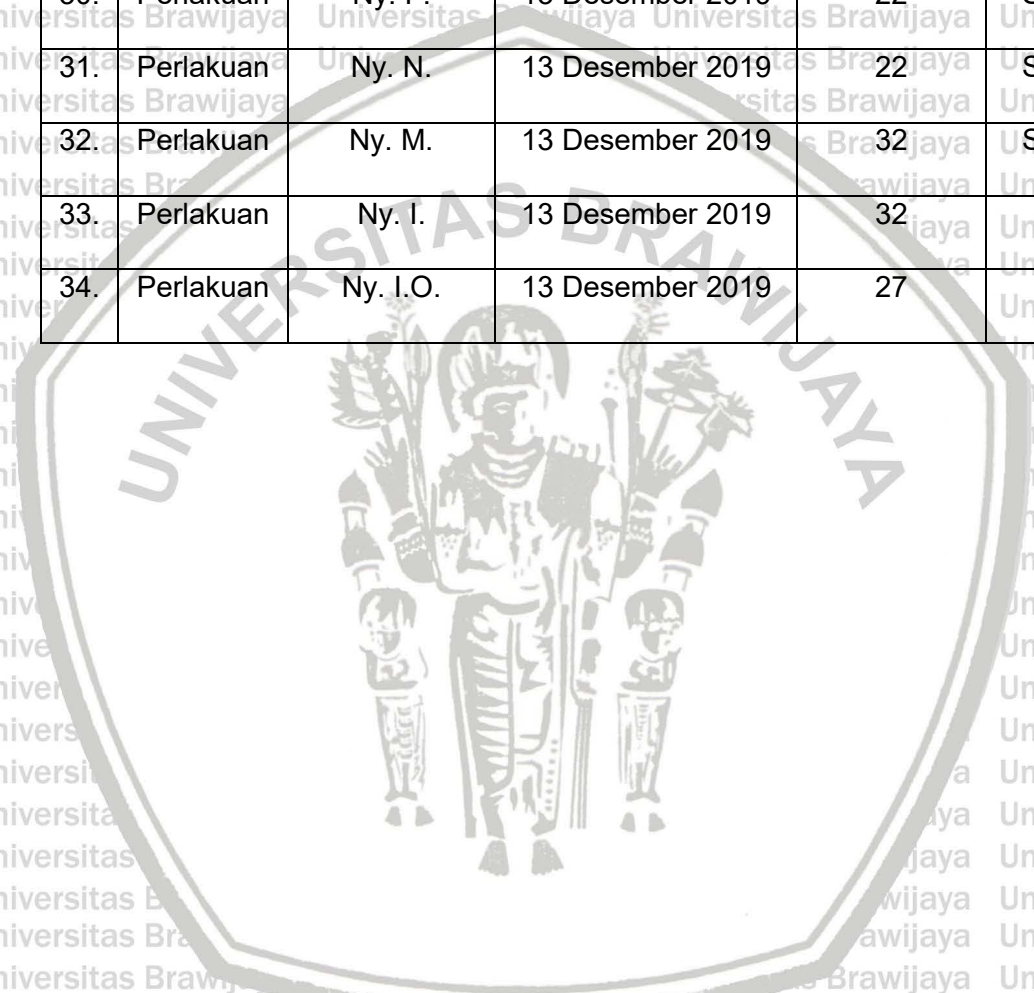 31. Perlakuan Ny. N. 13 Desember 2019 22
32. Perlakuan Ny. M. 13 Desember 2019 32
33. Perlakuan Ny. I. 13 Desember 2019 32
34. Perlakuan Ny. I.O. 13 Desember 2019 27
UNIVERSITAS BRAWIJAYA